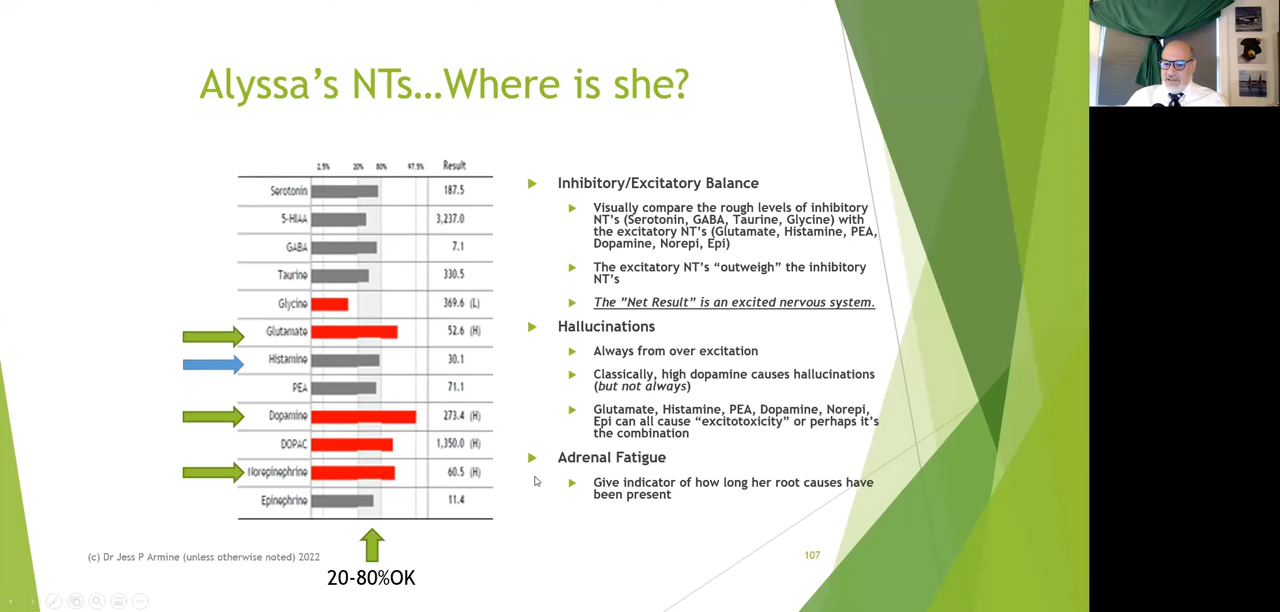 Alyssa's NTs...Where is she?
2.5% 20% 80% 97.5% Result
Serotonin 187.5
5-HIAA 3,237.0
GABA 7.1
Taurine 330.5
Glycine 369.6 (L)
Glutamate 52.6 (H)
Histamine 30.1
PEA 71.1
Dopamine 273.4 (H)
DOPAC 1,350.0 (H)
Norepinephrine 60.5 (H)
Epinephrine 11.4
20-80%OK
Inhibitory/Excitatory Balance
Visually compare the rough levels of inhibitory
NT's (Serotonin, GABA, Taurine, Glycine) with
the excitatory NT's (Glutamate, Histamine, PEA,
Dopamine, Norepi, Epi)
The excitatory NT's “outweigh” the inhibitory
NT's
The ”Net Result” is an excited nervous system.
Hallucinations
Always from over excitation
Classically, high dopamine causes hallucinations
(but not always)
Glutamate, Histamine, PEA, Dopamine, Norepi,
Epi can all cause “excitotoxicity” or perhaps it's
the combination
Adrenal Fatigue
Give indicator of how long her root causes have
been present
(c) Dr Jess P Armine (unless otherwise noted) 2022
107